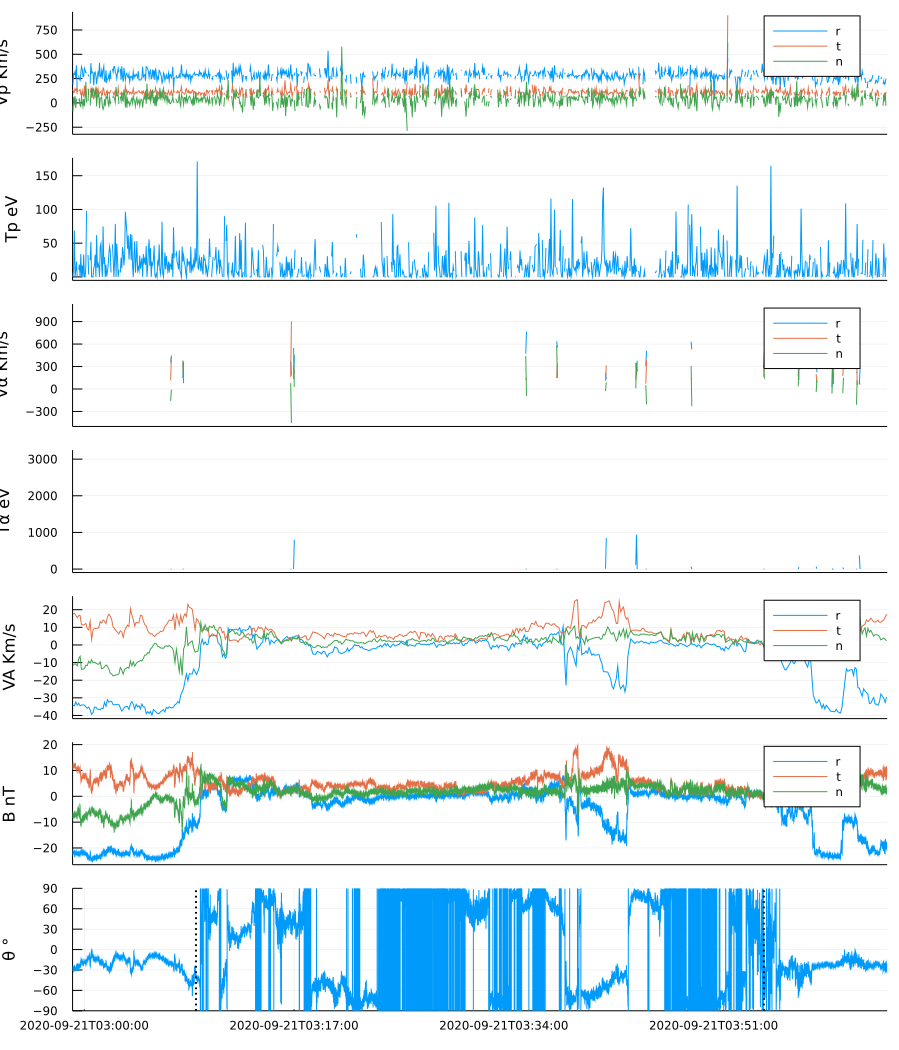 Vp Km/s
750
500
250
0
−250
r
t
n
Tp eV
150
100
50
0
Vα Km/s
900
600
300
0
−300
r
t
n
Tα eV
3000
2000
1000
0
VA Km/s
20
10
0
−10
−20
−30
−40
r
t
n
B nT
20
10
0
−10
−20
r
t
n
θ °
90
60
30
0
−30
−60
−90
2020-09-21T03:00:00
2020-09-21T03:17:00
2020-09-21T03:34:00
2020-09-21T03:51:00